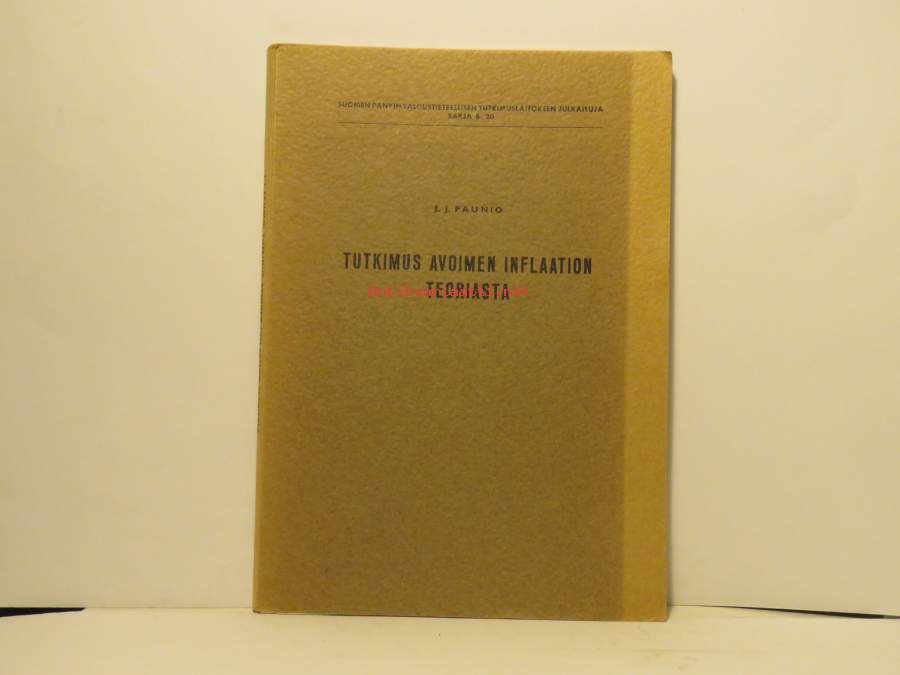 SUOMEN PANKIN TALOUSTIETEELLISEN TUTKIMUSLAITOKSEN JULKAISUJA
SARJA B: 20
J. J. PAUNIO
TUTKIMUS AVOIMEN INFLAATION
TEORIASTA